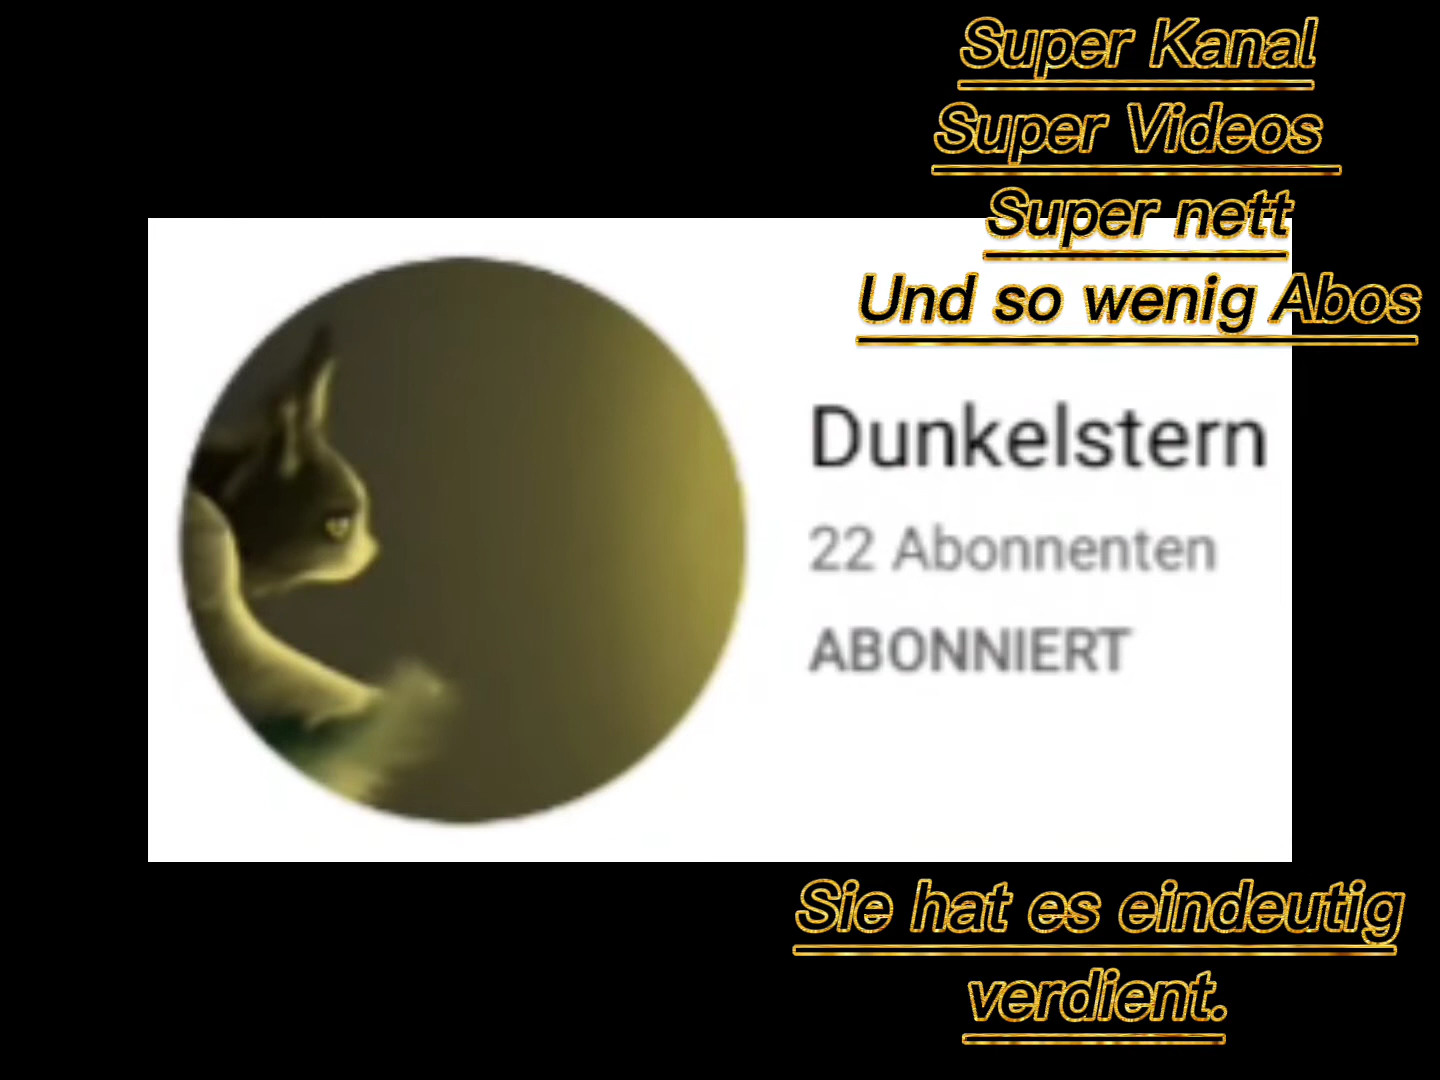 Super Kanal
Super Videos
Super nett
Und so wenig Abos
Dunkelstern
22 Abonnenten
ABONNIERT
Sie hat es eindeutig
verdient.